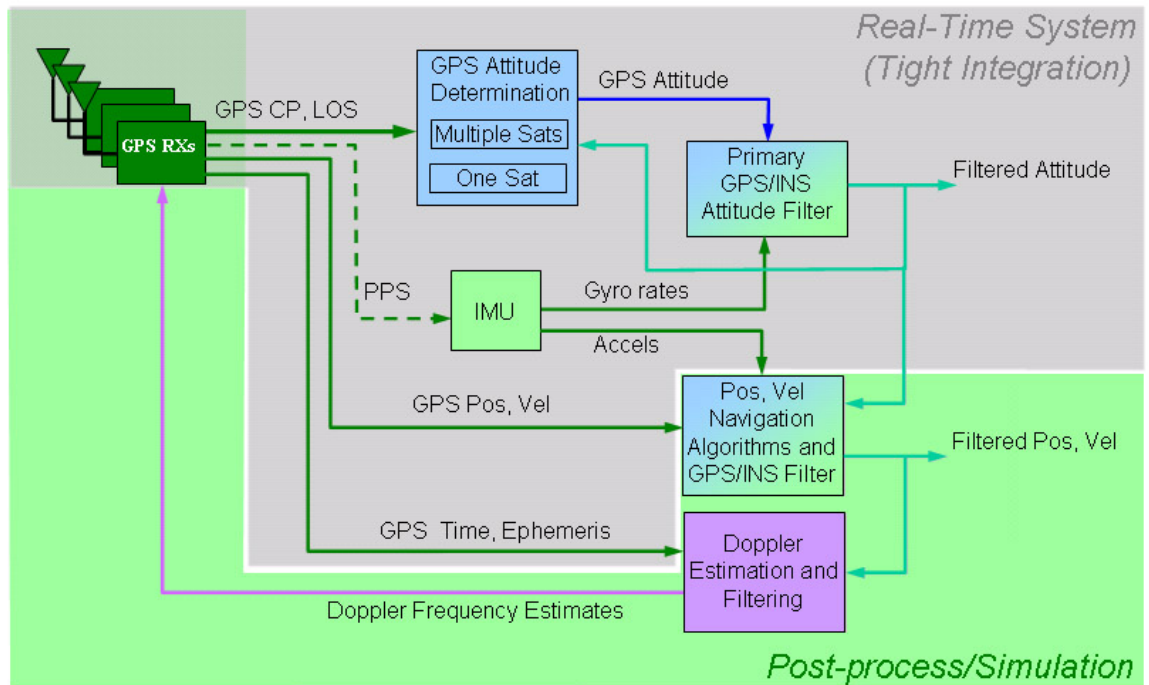 Real-Time System
(Tight Integration)
GPS RXs
GPS CP, LOS
GPS Attitude
Determination
Multiple Sats
One Sat
GPS Attitude
Primary
GPS/INS
Attitude Filter
Filtered Attitude
PPS
IMU
Gyro rates
Accels
GPS Pos, Vel
Pos, Vel
Navigation
Algorithms and
GPS/INS Filter
Filtered Pos, Vel
GPS Time, Ephemeris
Doppler
Estimation and
Filtering
Doppler Frequency Estimates
Post-process/Simulation